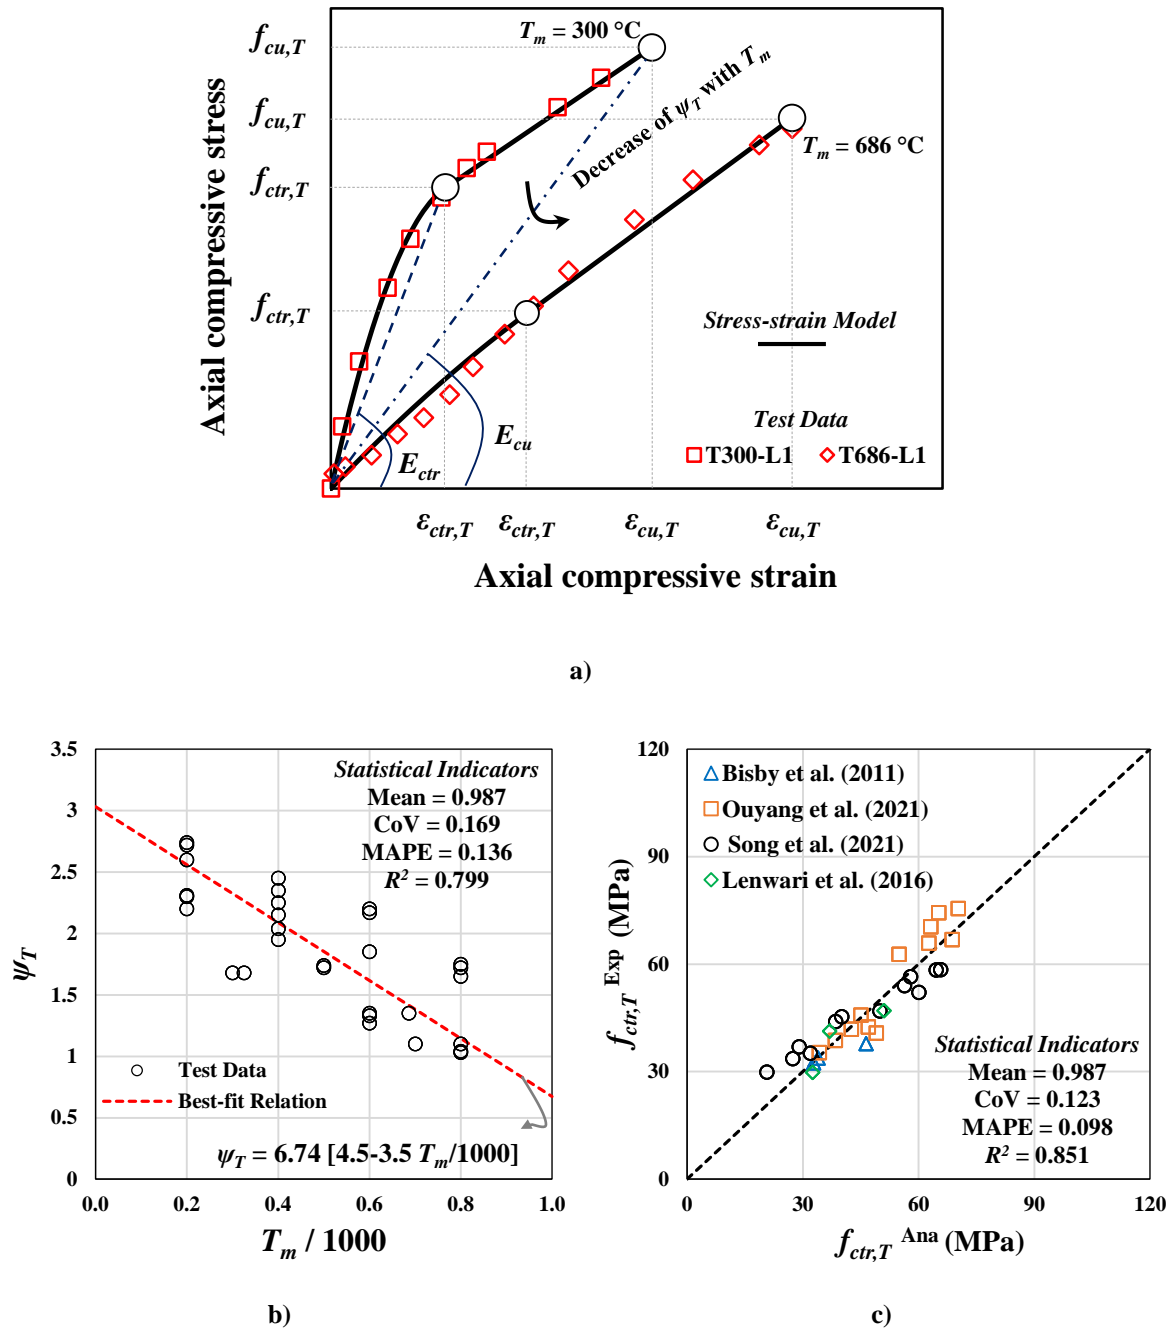 T_m = 300 °C
f_cu,T
f_cu,T
Decrease of ψ_T with T_m
T_m = 686 °C
f_ctr,T
f_ctr,T
Axial compressive stress
Stress-strain Model
Test Data
T300-L1
T686-L1
E_cu
E_ctr
ε_ctr,T
ε_ctr,T
ε_cu,T
ε_cu,T
Axial compressive strain
a)
3.5
3
2.5
2
1.5
1
0.5
0
ψ_T
Statistical Indicators
Mean = 0.987
CoV = 0.169
MAPE = 0.136
R² = 0.799
Test Data
Best-fit Relation
ψ_T = 6.74 [4.5-3.5 T_m/1000]
0.0
0.2
0.4
0.6
0.8
1.0
T_m / 1000
b)
120
90
60
30
0
f_ctr,T Exp (MPa)
Bisby et al. (2011)
Ouyang et al. (2021)
Song et al. (2021)
Lenwari et al. (2016)
Statistical Indicators
Mean = 0.987
CoV = 0.123
MAPE = 0.098
R² = 0.851
0
30
60
90
120
f_ctr,T Ana (MPa)
c)